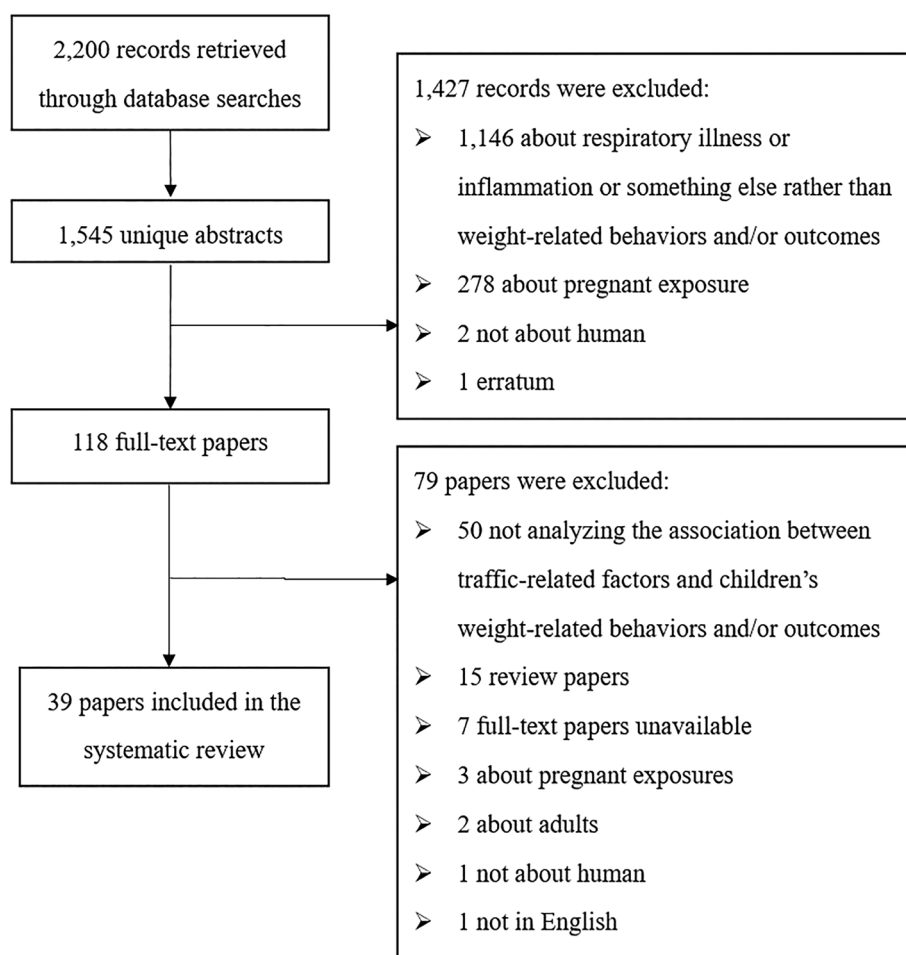 2,200 records retrieved
through database searches
1,545 unique abstracts
1,427 records were excluded:
➢ 1,146 about respiratory illness or
inflammation or something else rather than
weight-related behaviors and/or outcomes
➢ 278 about pregnant exposure
➢ 2 not about human
➢ 1 erratum
118 full-text papers
79 papers were excluded:
➢ 50 not analyzing the association between
traffic-related factors and children’s
weight-related behaviors and/or outcomes
➢ 15 review papers
➢ 7 full-text papers unavailable
➢ 3 about pregnant exposures
➢ 2 about adults
➢ 1 not about human
➢ 1 not in English
39 papers included in the
systematic review